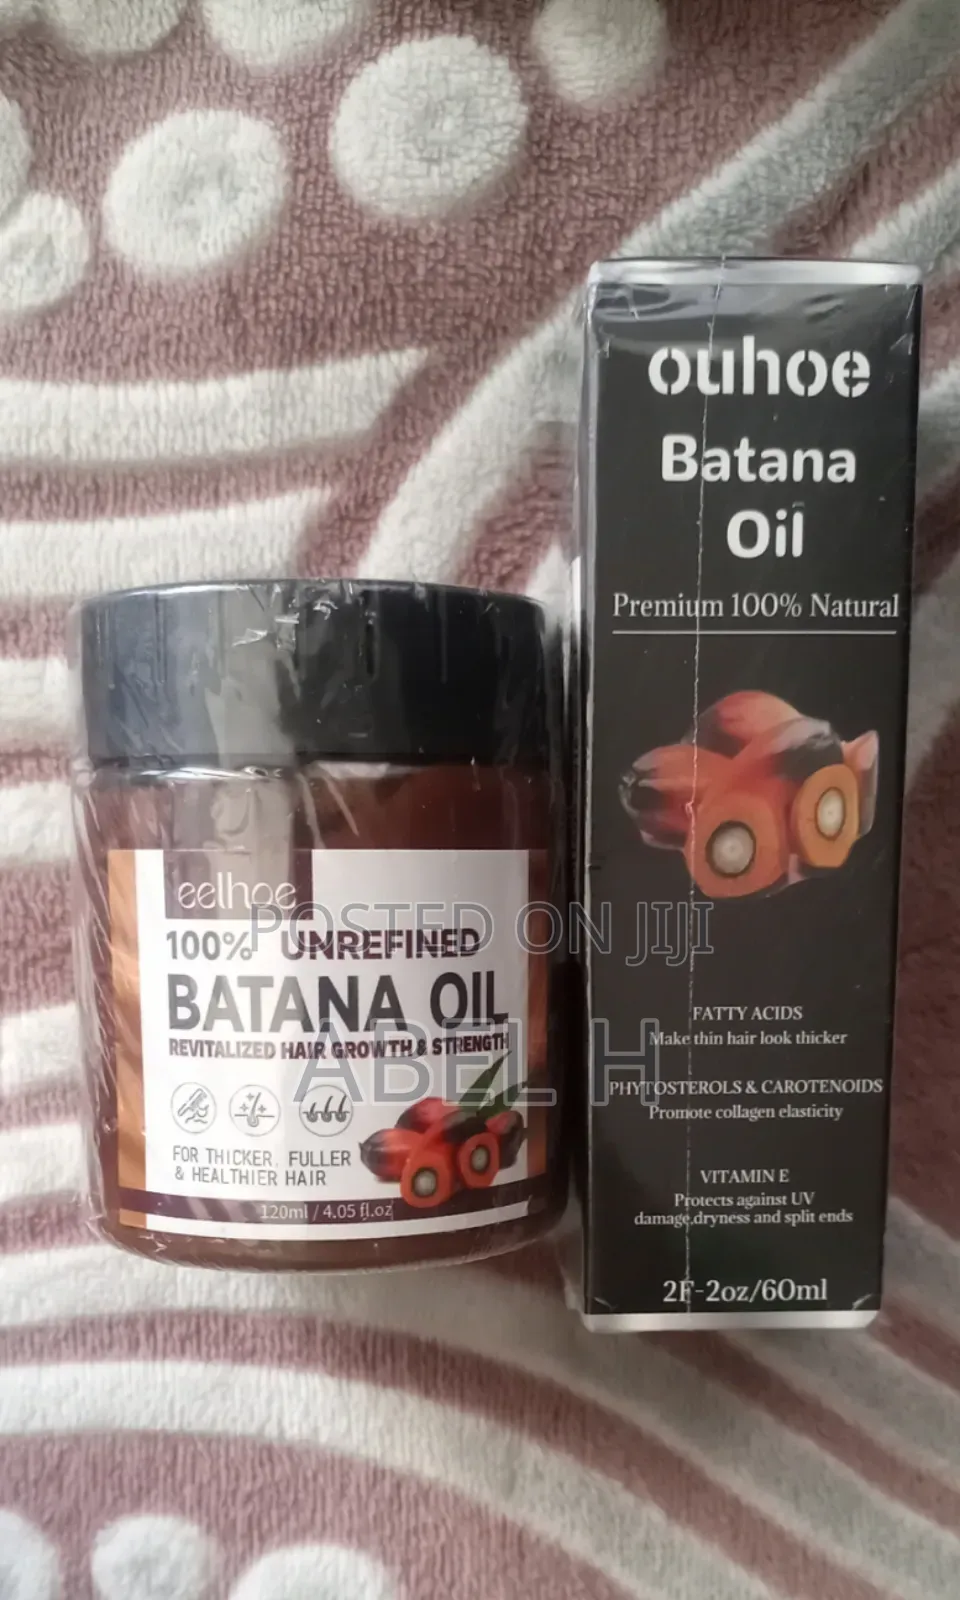 eelhoe
100% UNREFINED
BATANA OIL
REVITALIZED HAIR GROWTH & STRENGTH
FOR THICKER, FULLER
& HEALTHIER HAIR
120ml / 4.05 fl.oz
ouhoe
Batana
Oil
Premium 100% Natural
FATTY ACIDS
Make thin hair look thicker
PHYTOSTEROLS & CAROTENOIDS
Promote collagen elasticity
VITAMIN E
Protects against UV
damage,dryness and split ends
2F-2oz/60ml
POSTED ON JIJI
ABEL H